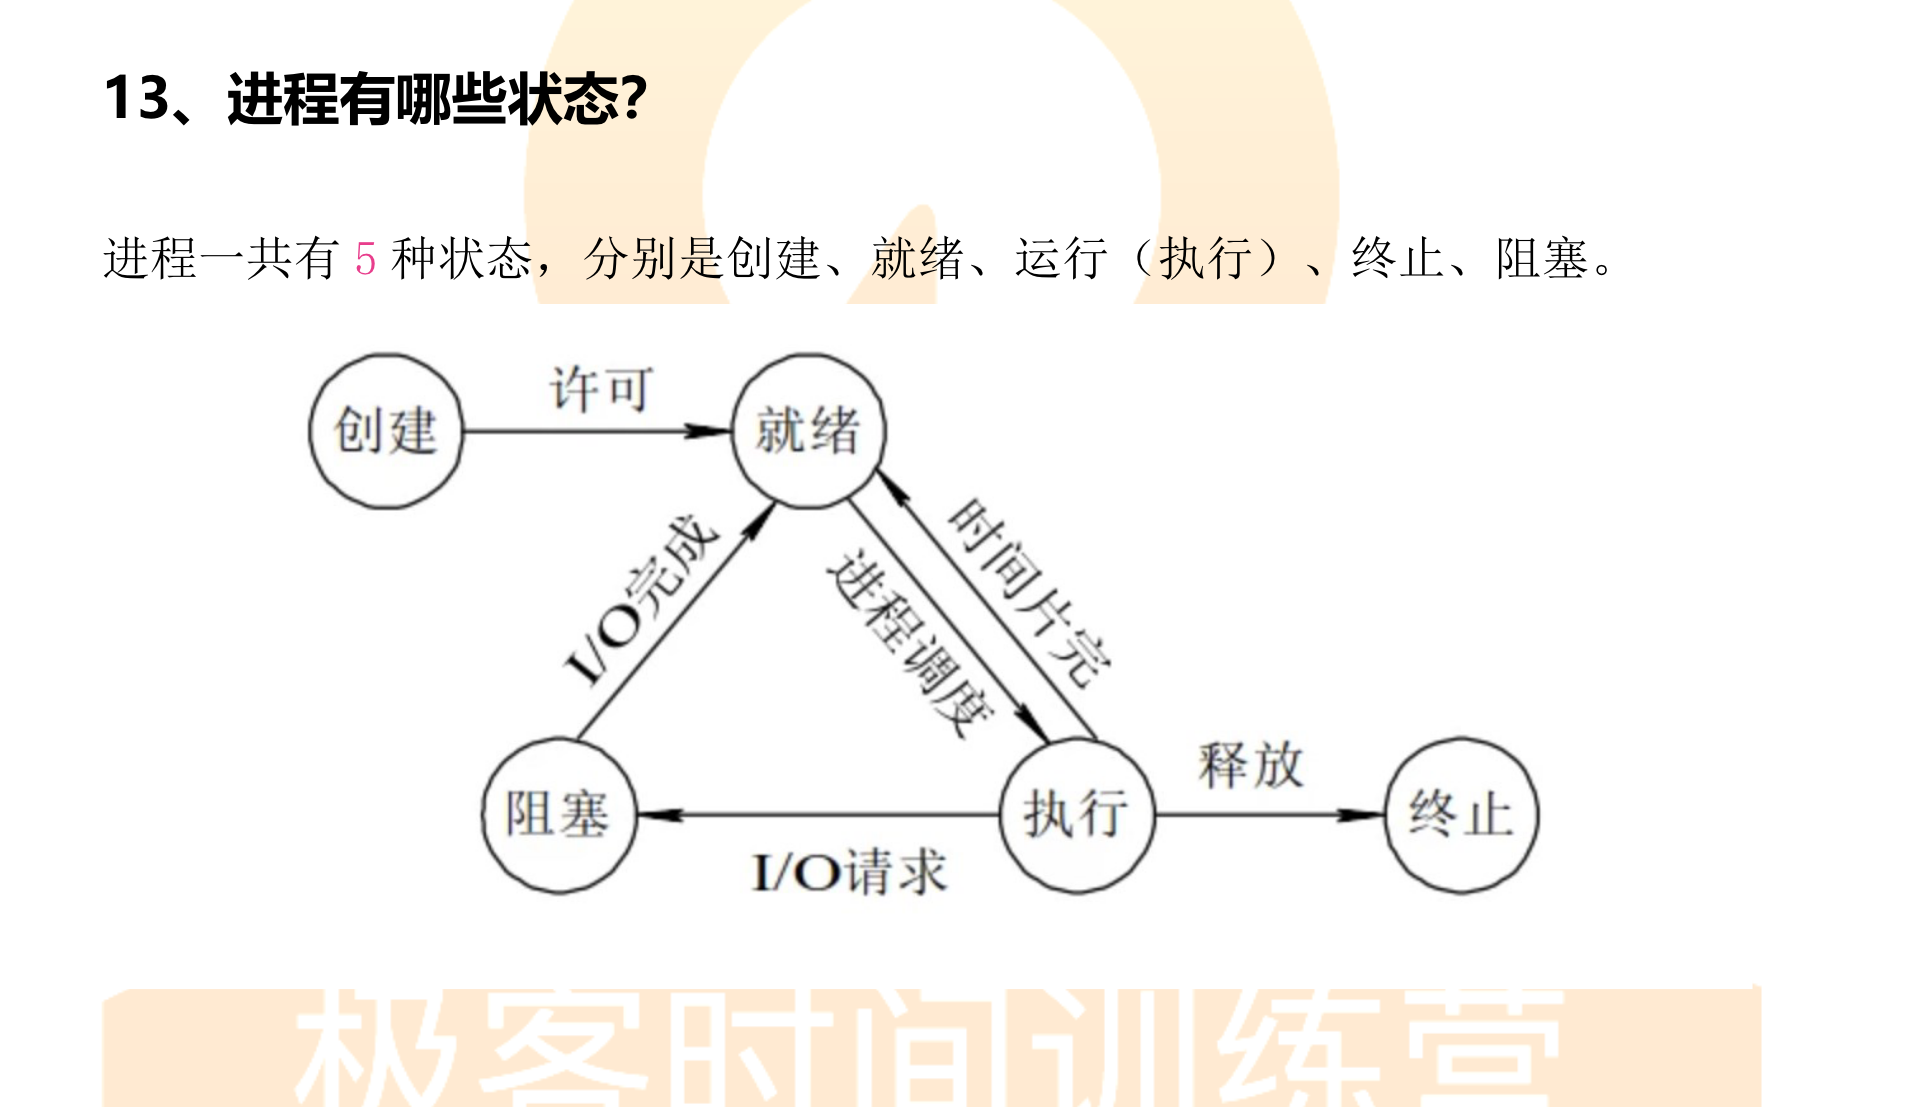 13、进程有哪些状态？
进程一共有 5 种状态，分别是创建、就绪、运行（执行）、终止、阻塞。
创建
许可
就绪
I/O完成
进程调度
时间片完
阻塞
I/O请求
执行
释放
终止
极客时间训练营